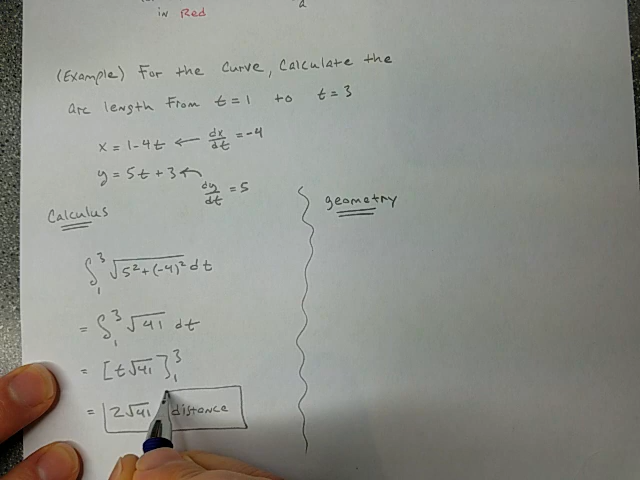 in Red
a
(Example) For the curve, calculate the
arc length from t=1 to t=3
x = 1-4t ← dx/dt = -4
y = 5t+3 ← dy/dt = 5
Calculus
geometry
∫₁³ √(5²+(-4)²) dt
= ∫₁³ √41 dt
= [t√41]₁³
= 2√41 distance